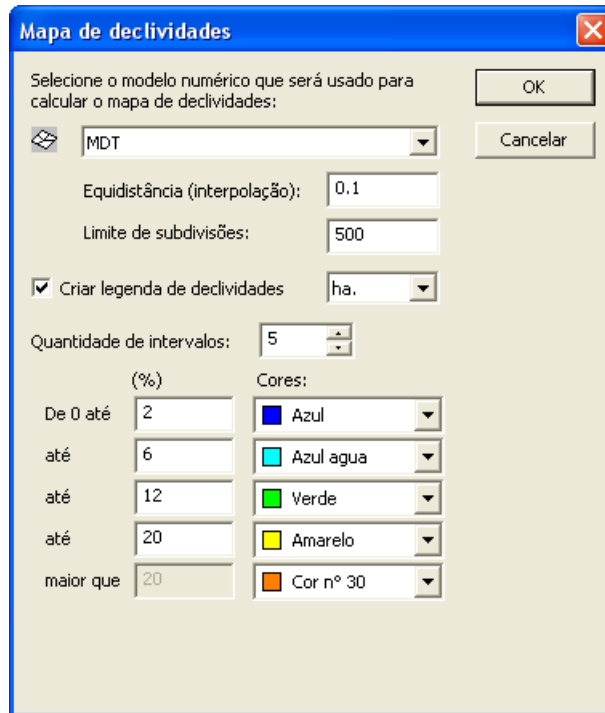 Mapa de declividades
Selecione o modelo numérico que será usado para
calcular o mapa de declividades:
OK
MDT
Cancelar
Equidistância (interpolação): 0.1
Limite de subdivisões: 500
Criar legenda de declividades ha.
Quantidade de intervalos: 5
(%) Cores:
De 0 até 2 Azul
até 6 Azul agua
até 12 Verde
até 20 Amarelo
maior que 20 Cor nº 30